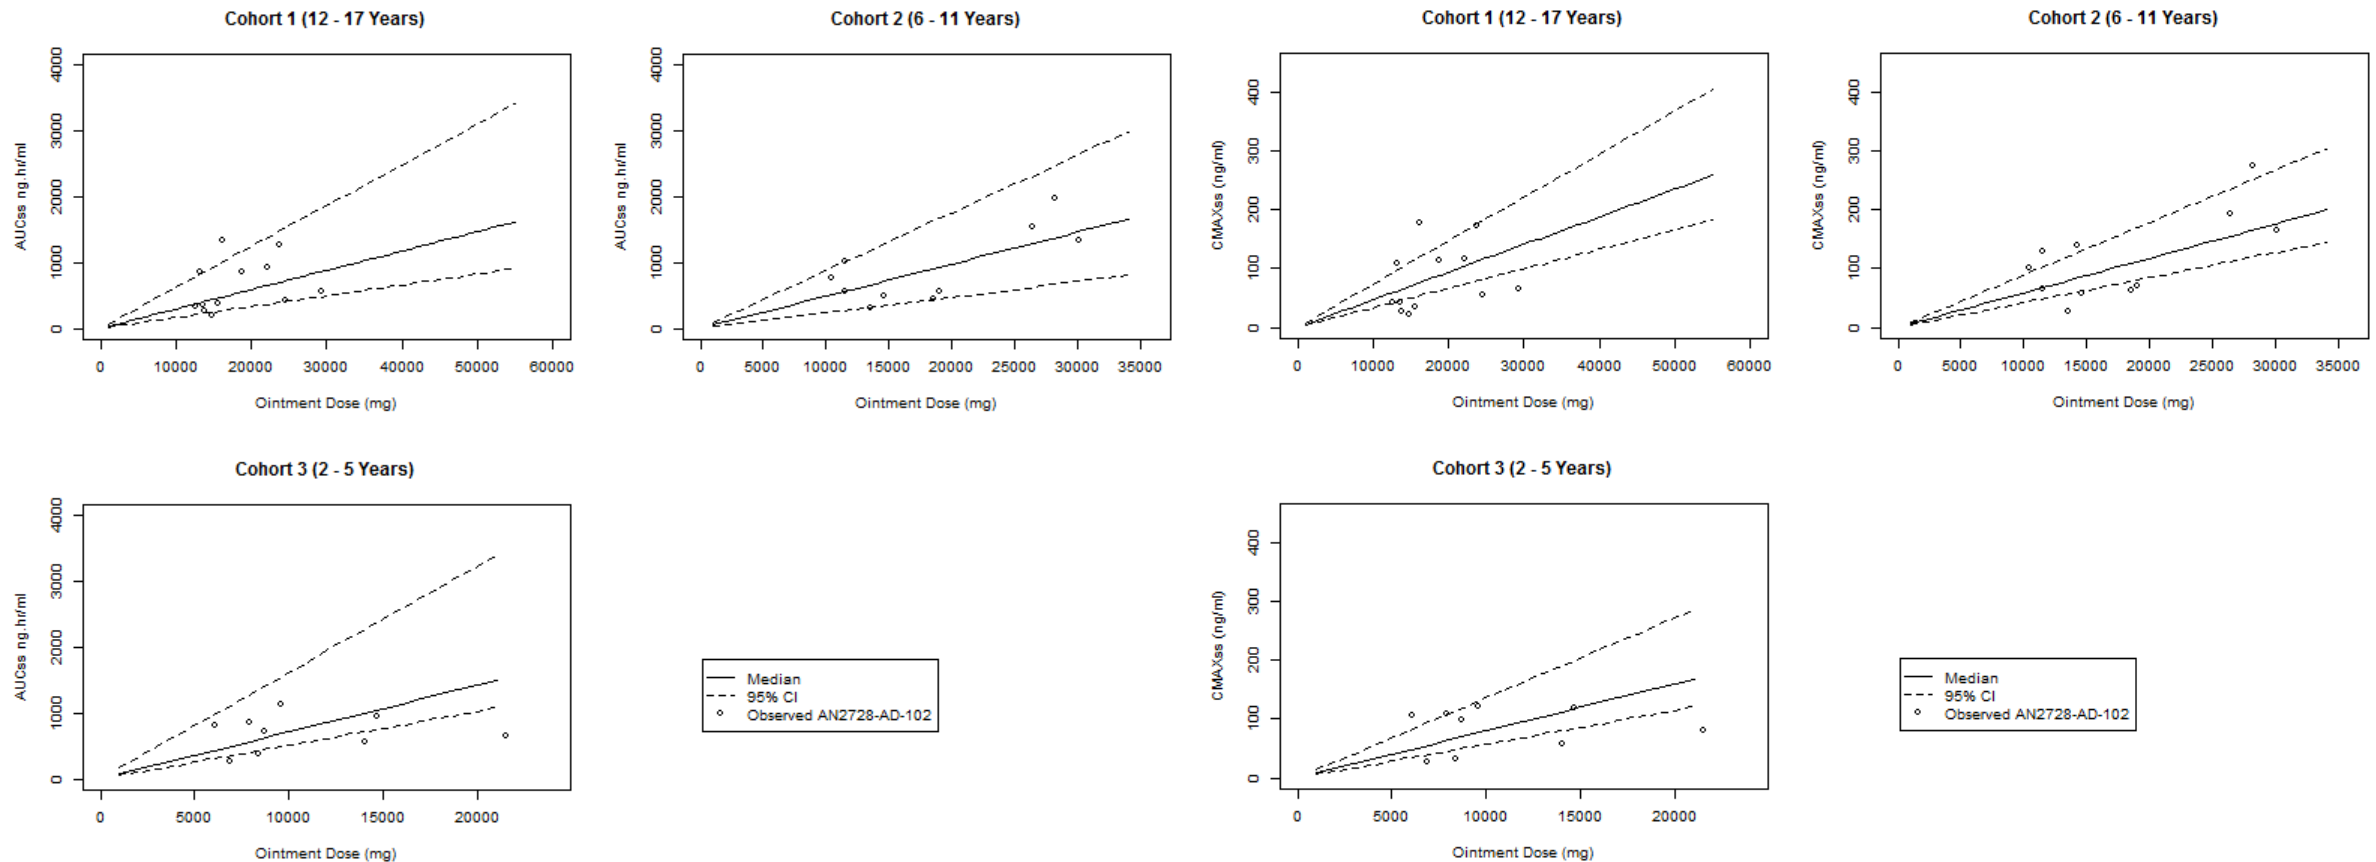 Cohort 1 (12 - 17 Years)
AUCss ng.hr/ml
4000
3000
2000
1000
0
0 10000 20000 30000 40000 50000 60000
Ointment Dose (mg)
Cohort 2 (6 - 11 Years)
AUCss ng.hr/ml
4000
3000
2000
1000
0
0 5000 10000 15000 20000 25000 30000 35000
Ointment Dose (mg)
Cohort 1 (12 - 17 Years)
CMAXss (ng/ml)
400
300
200
100
0
0 10000 20000 30000 40000 50000 60000
Ointment Dose (mg)
Cohort 2 (6 - 11 Years)
CMAXss (ng/ml)
400
300
200
100
0
0 5000 10000 15000 20000 25000 30000 35000
Ointment Dose (mg)
Cohort 3 (2 - 5 Years)
AUCss ng.hr/ml
4000
3000
2000
1000
0
0 5000 10000 15000 20000
Ointment Dose (mg)
Median
95% CI
Observed AN2728-AD-102
Cohort 3 (2 - 5 Years)
CMAXss (ng/ml)
400
300
200
100
0
0 5000 10000 15000 20000
Ointment Dose (mg)
Median
95% CI
Observed AN2728-AD-102